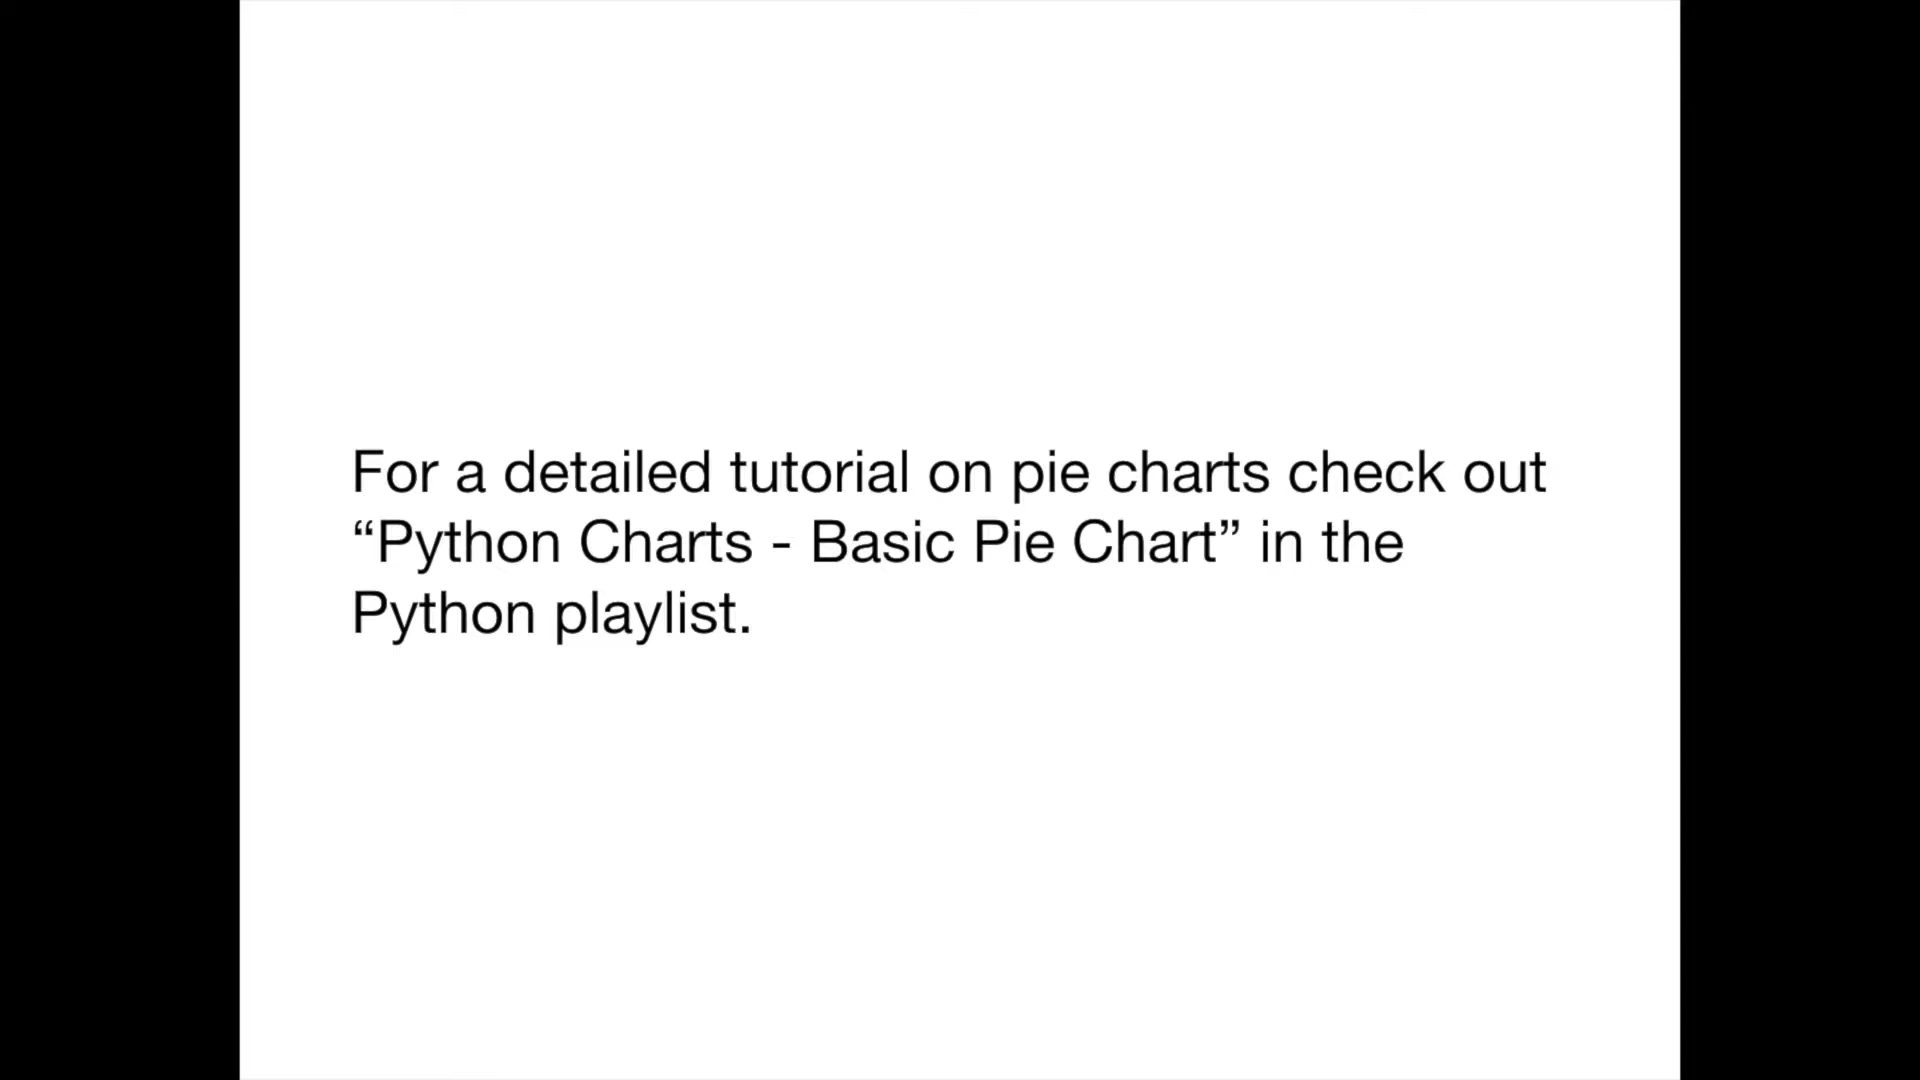 For a detailed tutorial on pie charts check out
“Python Charts - Basic Pie Chart” in the
Python playlist.